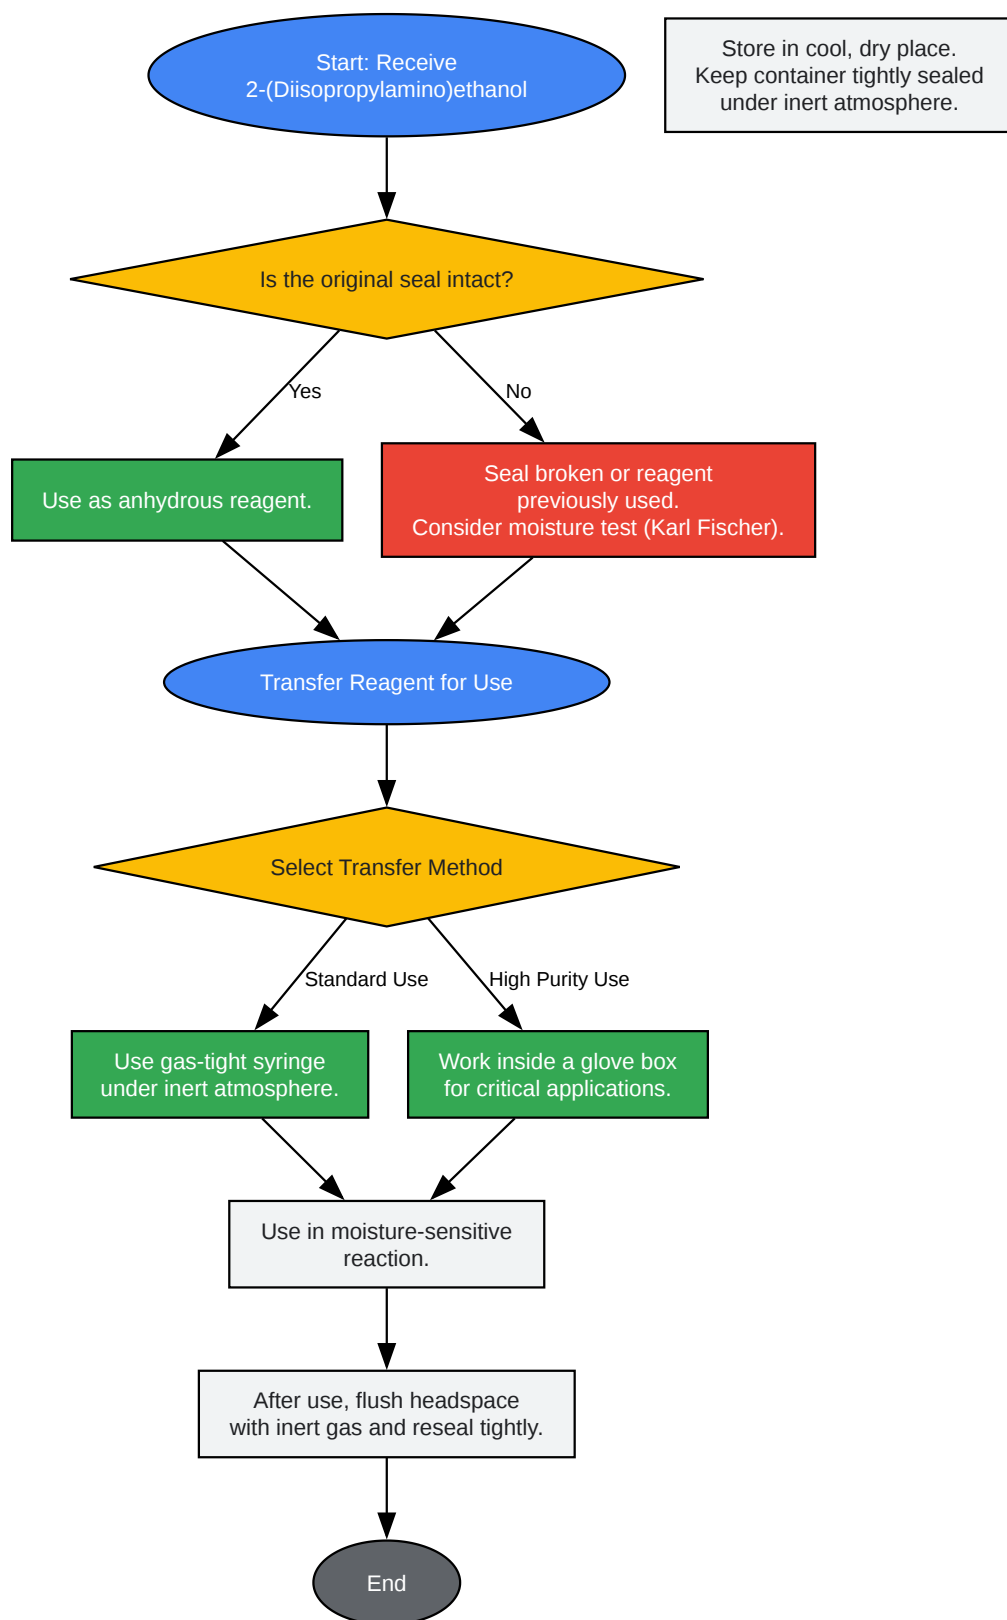 Start: Receive
2-(Diisopropylamino)ethanol
Store in cool, dry place.
Keep container tightly sealed
under inert atmosphere.
Is the original seal intact?
Yes
No
Use as anhydrous reagent.
Seal broken or reagent
previously used.
Consider moisture test (Karl Fischer).
Transfer Reagent for Use
Select Transfer Method
Standard Use
High Purity Use
Use gas-tight syringe
under inert atmosphere.
Work inside a glove box
for critical applications.
Use in moisture-sensitive
reaction.
After use, flush headspace
with inert gas and reseal tightly.
End